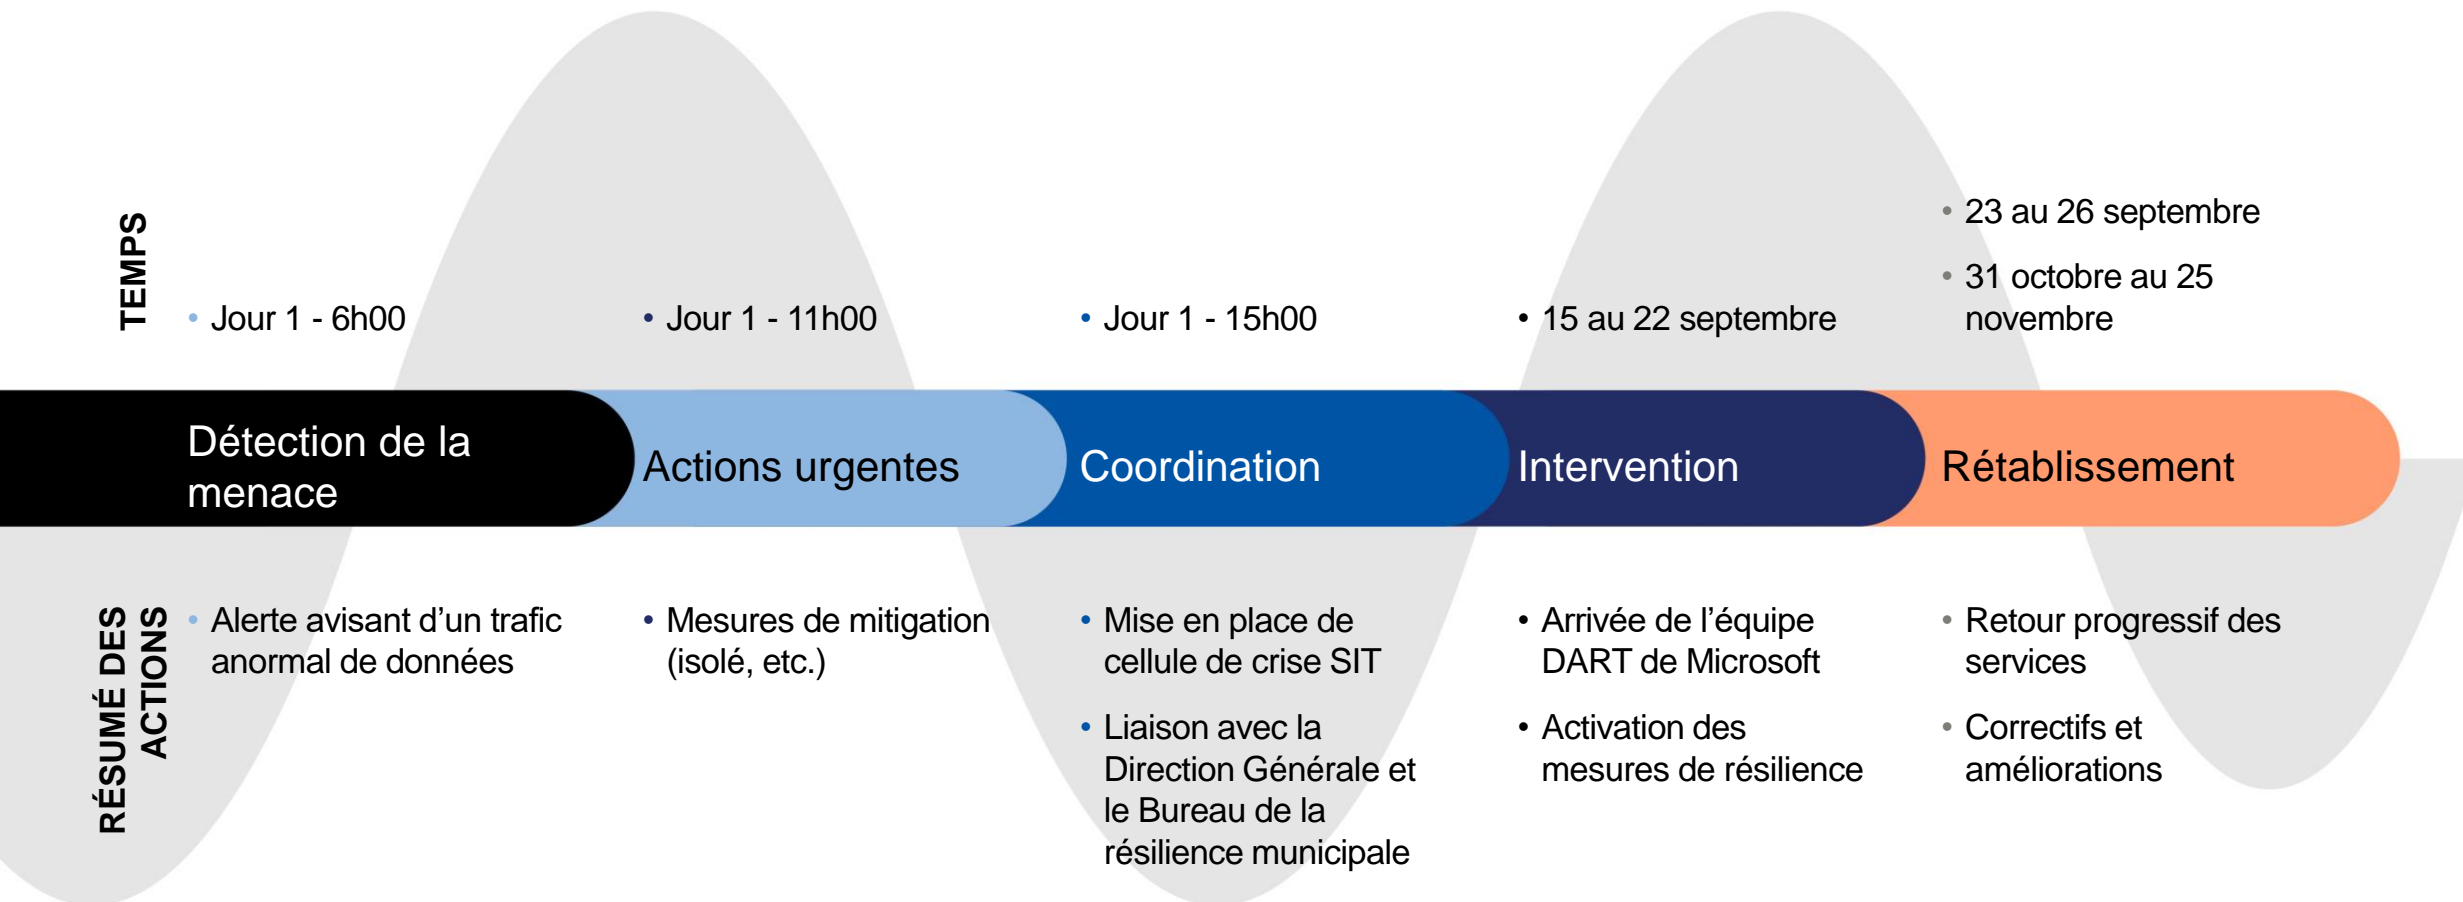 TEMPS
• Jour 1 - 6h00
• Jour 1 - 11h00
• Jour 1 - 15h00
• 15 au 22 septembre
• 23 au 26 septembre
• 31 octobre au 25
novembre
Détection de la
menace
Actions urgentes
Coordination
Intervention
Rétablissement
RÉSUMÉ DES
ACTIONS
• Alerte avisant d’un trafic
anormal de données
• Mesures de mitigation
(isolé, etc.)
• Mise en place de
cellule de crise SIT
• Liaison avec la
Direction Générale et
le Bureau de la
résilience municipale
• Arrivée de l’équipe
DART de Microsoft
• Activation des
mesures de résilience
• Retour progressif des
services
• Correctifs et
améliorations